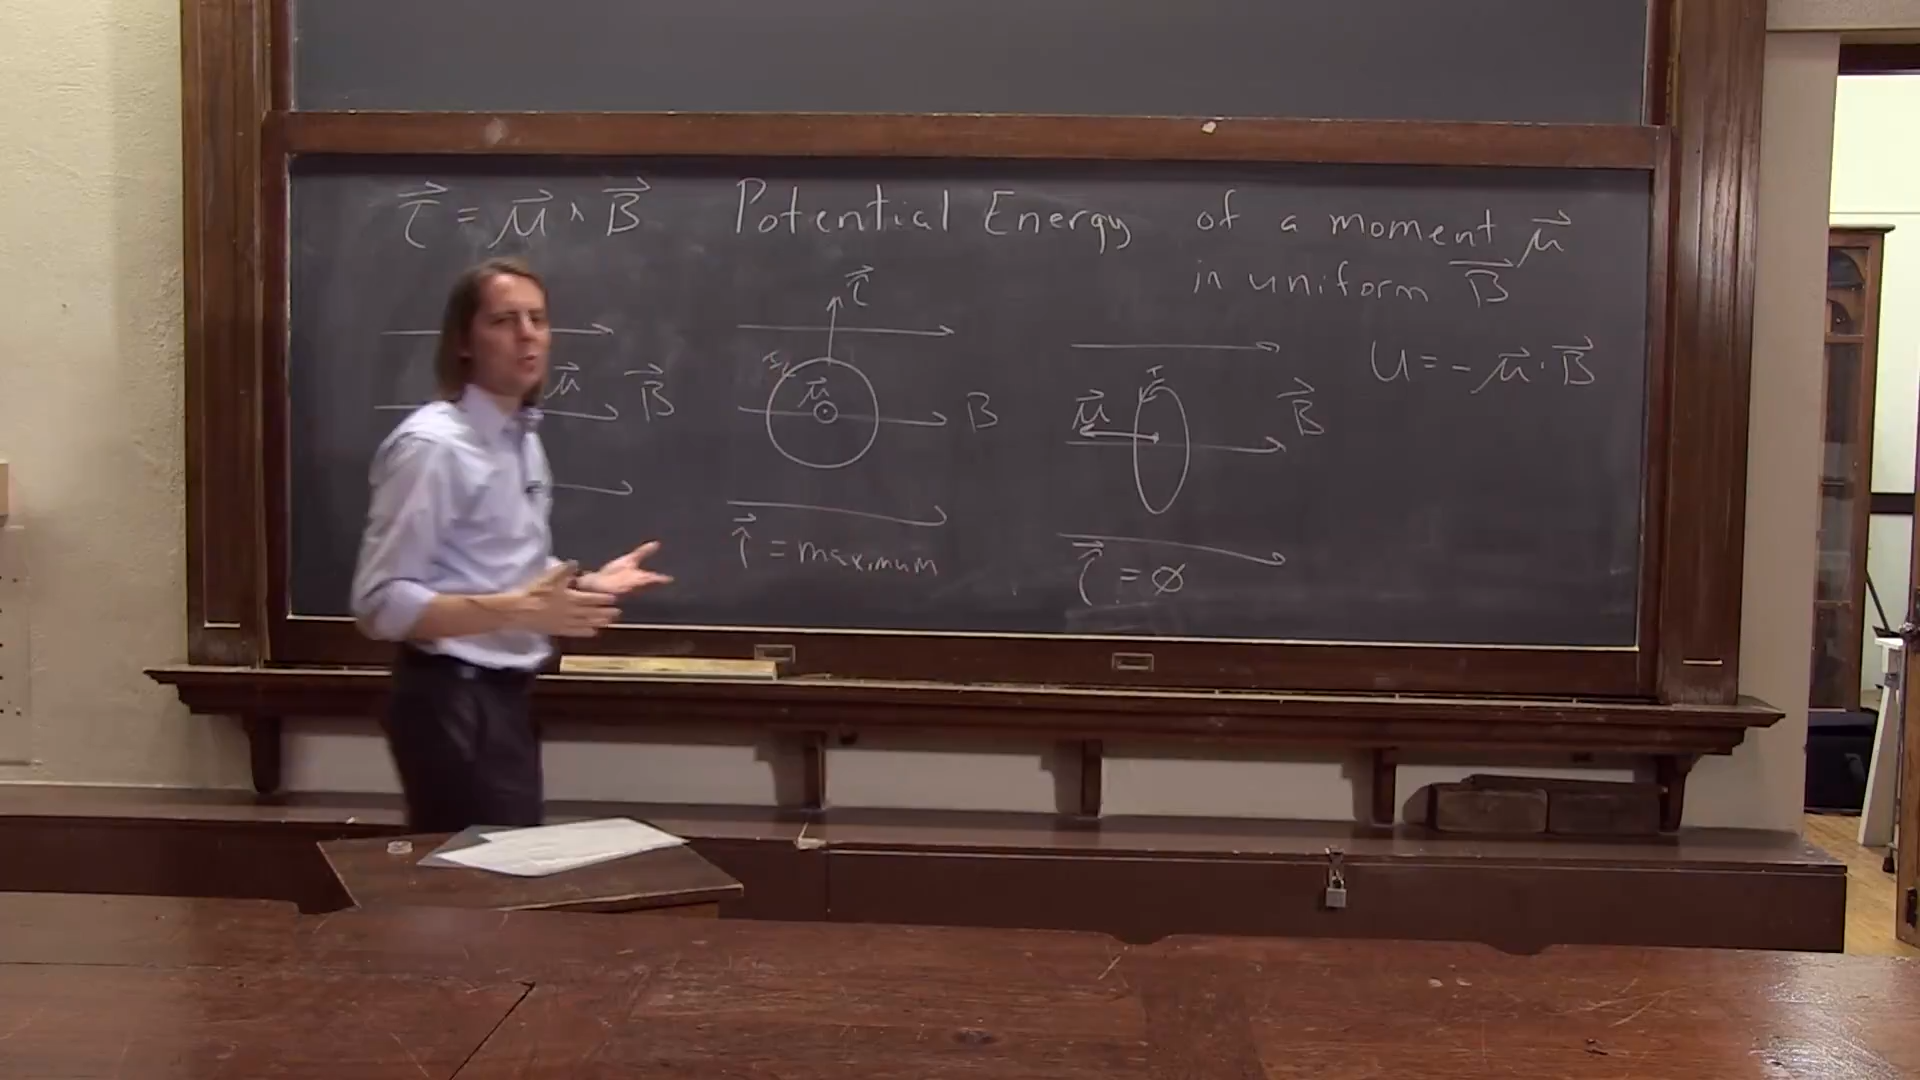 τ⃗ = μ⃗ × B⃗
Potential Energy of a moment μ⃗
in uniform B⃗
μ⃗ B⃗
τ⃗
I
μ⃗
B
τ⃗ = maximum
I
μ⃗ B⃗
τ⃗ = ∅
U = - μ⃗ · B⃗